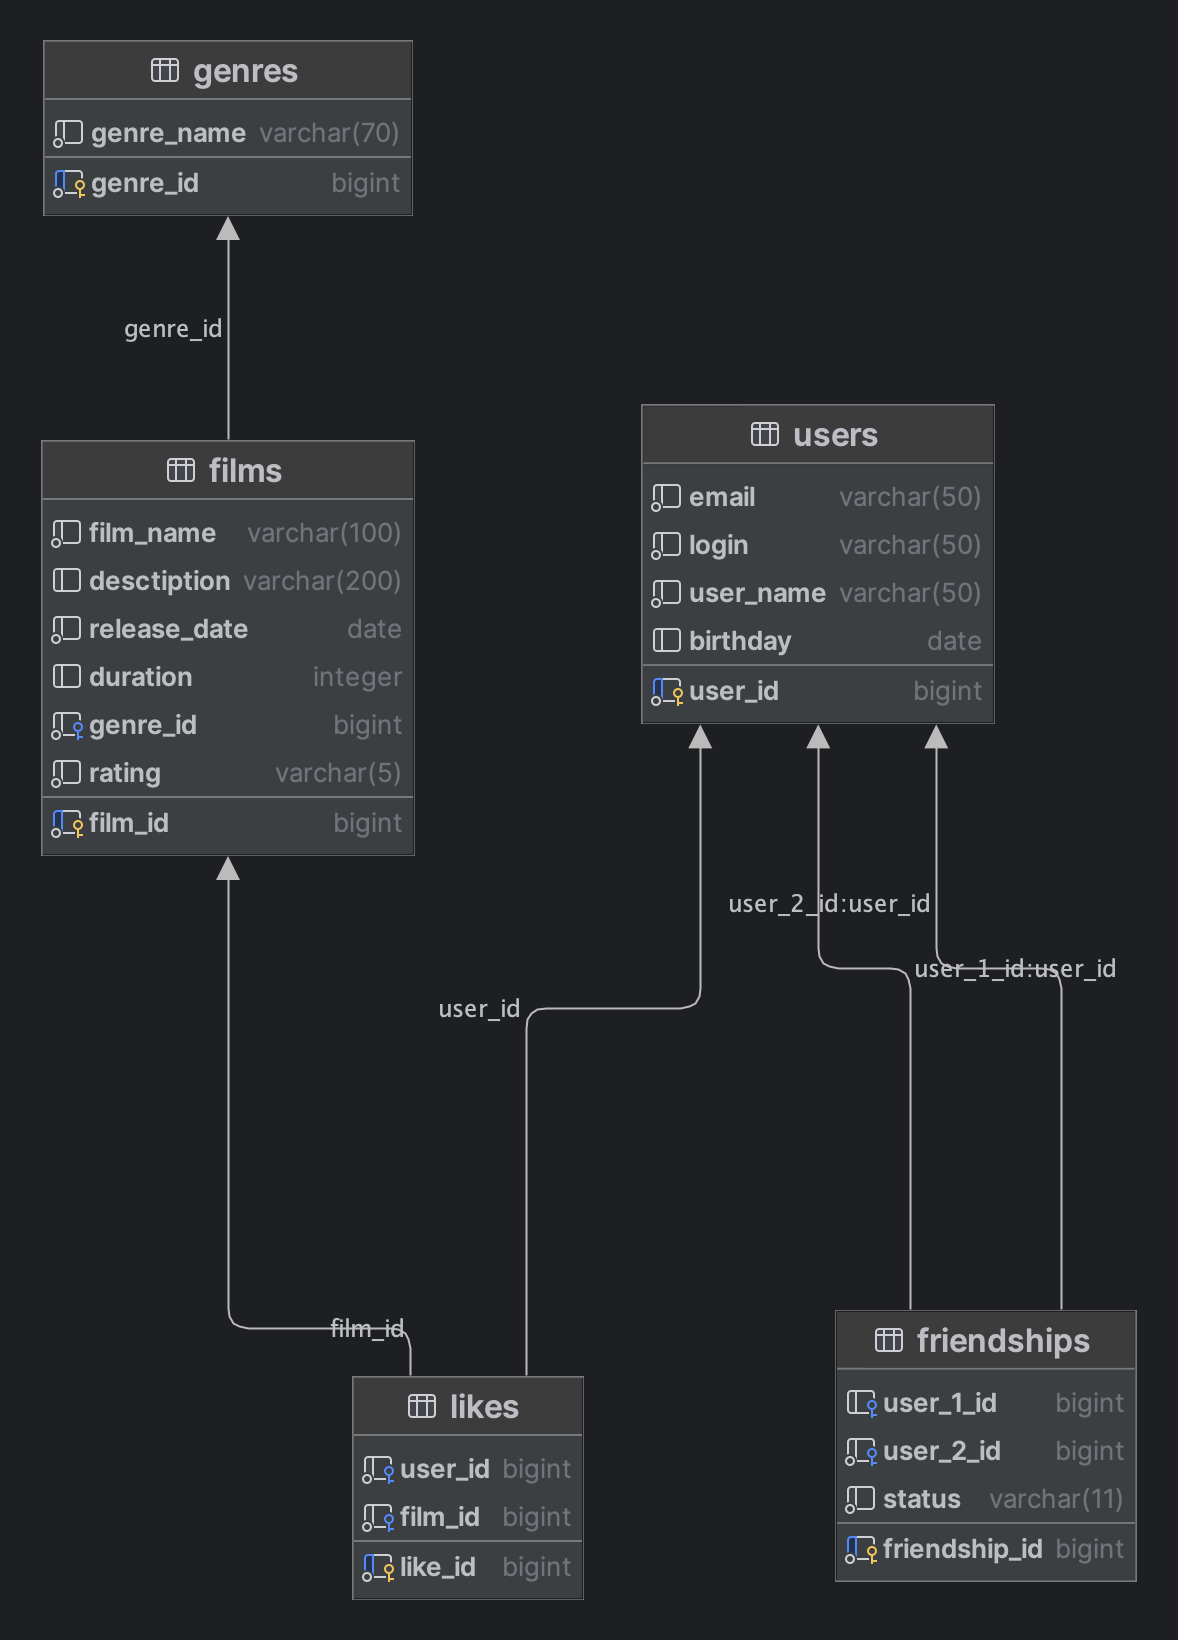 genres
genre_name varchar(70)
genre_id bigint
genre_id
films
film_name varchar(100)
desctiption varchar(200)
release_date date
duration integer
genre_id bigint
rating varchar(5)
film_id bigint
users
email varchar(50)
login varchar(50)
user_name varchar(50)
birthday date
user_id bigint
user_2_id:user_id
user_1_id:user_id
user_id
film_id
likes
user_id bigint
film_id bigint
like_id bigint
friendships
user_1_id bigint
user_2_id bigint
status varchar(11)
friendship_id bigint